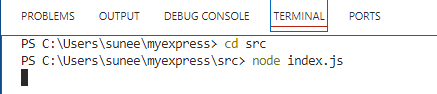 PROBLEMS OUTPUT DEBUG CONSOLE TERMINAL PORTS
PS C:\Users\sunee\myexpress> cd src
PS C:\Users\sunee\myexpress\src> node index.js